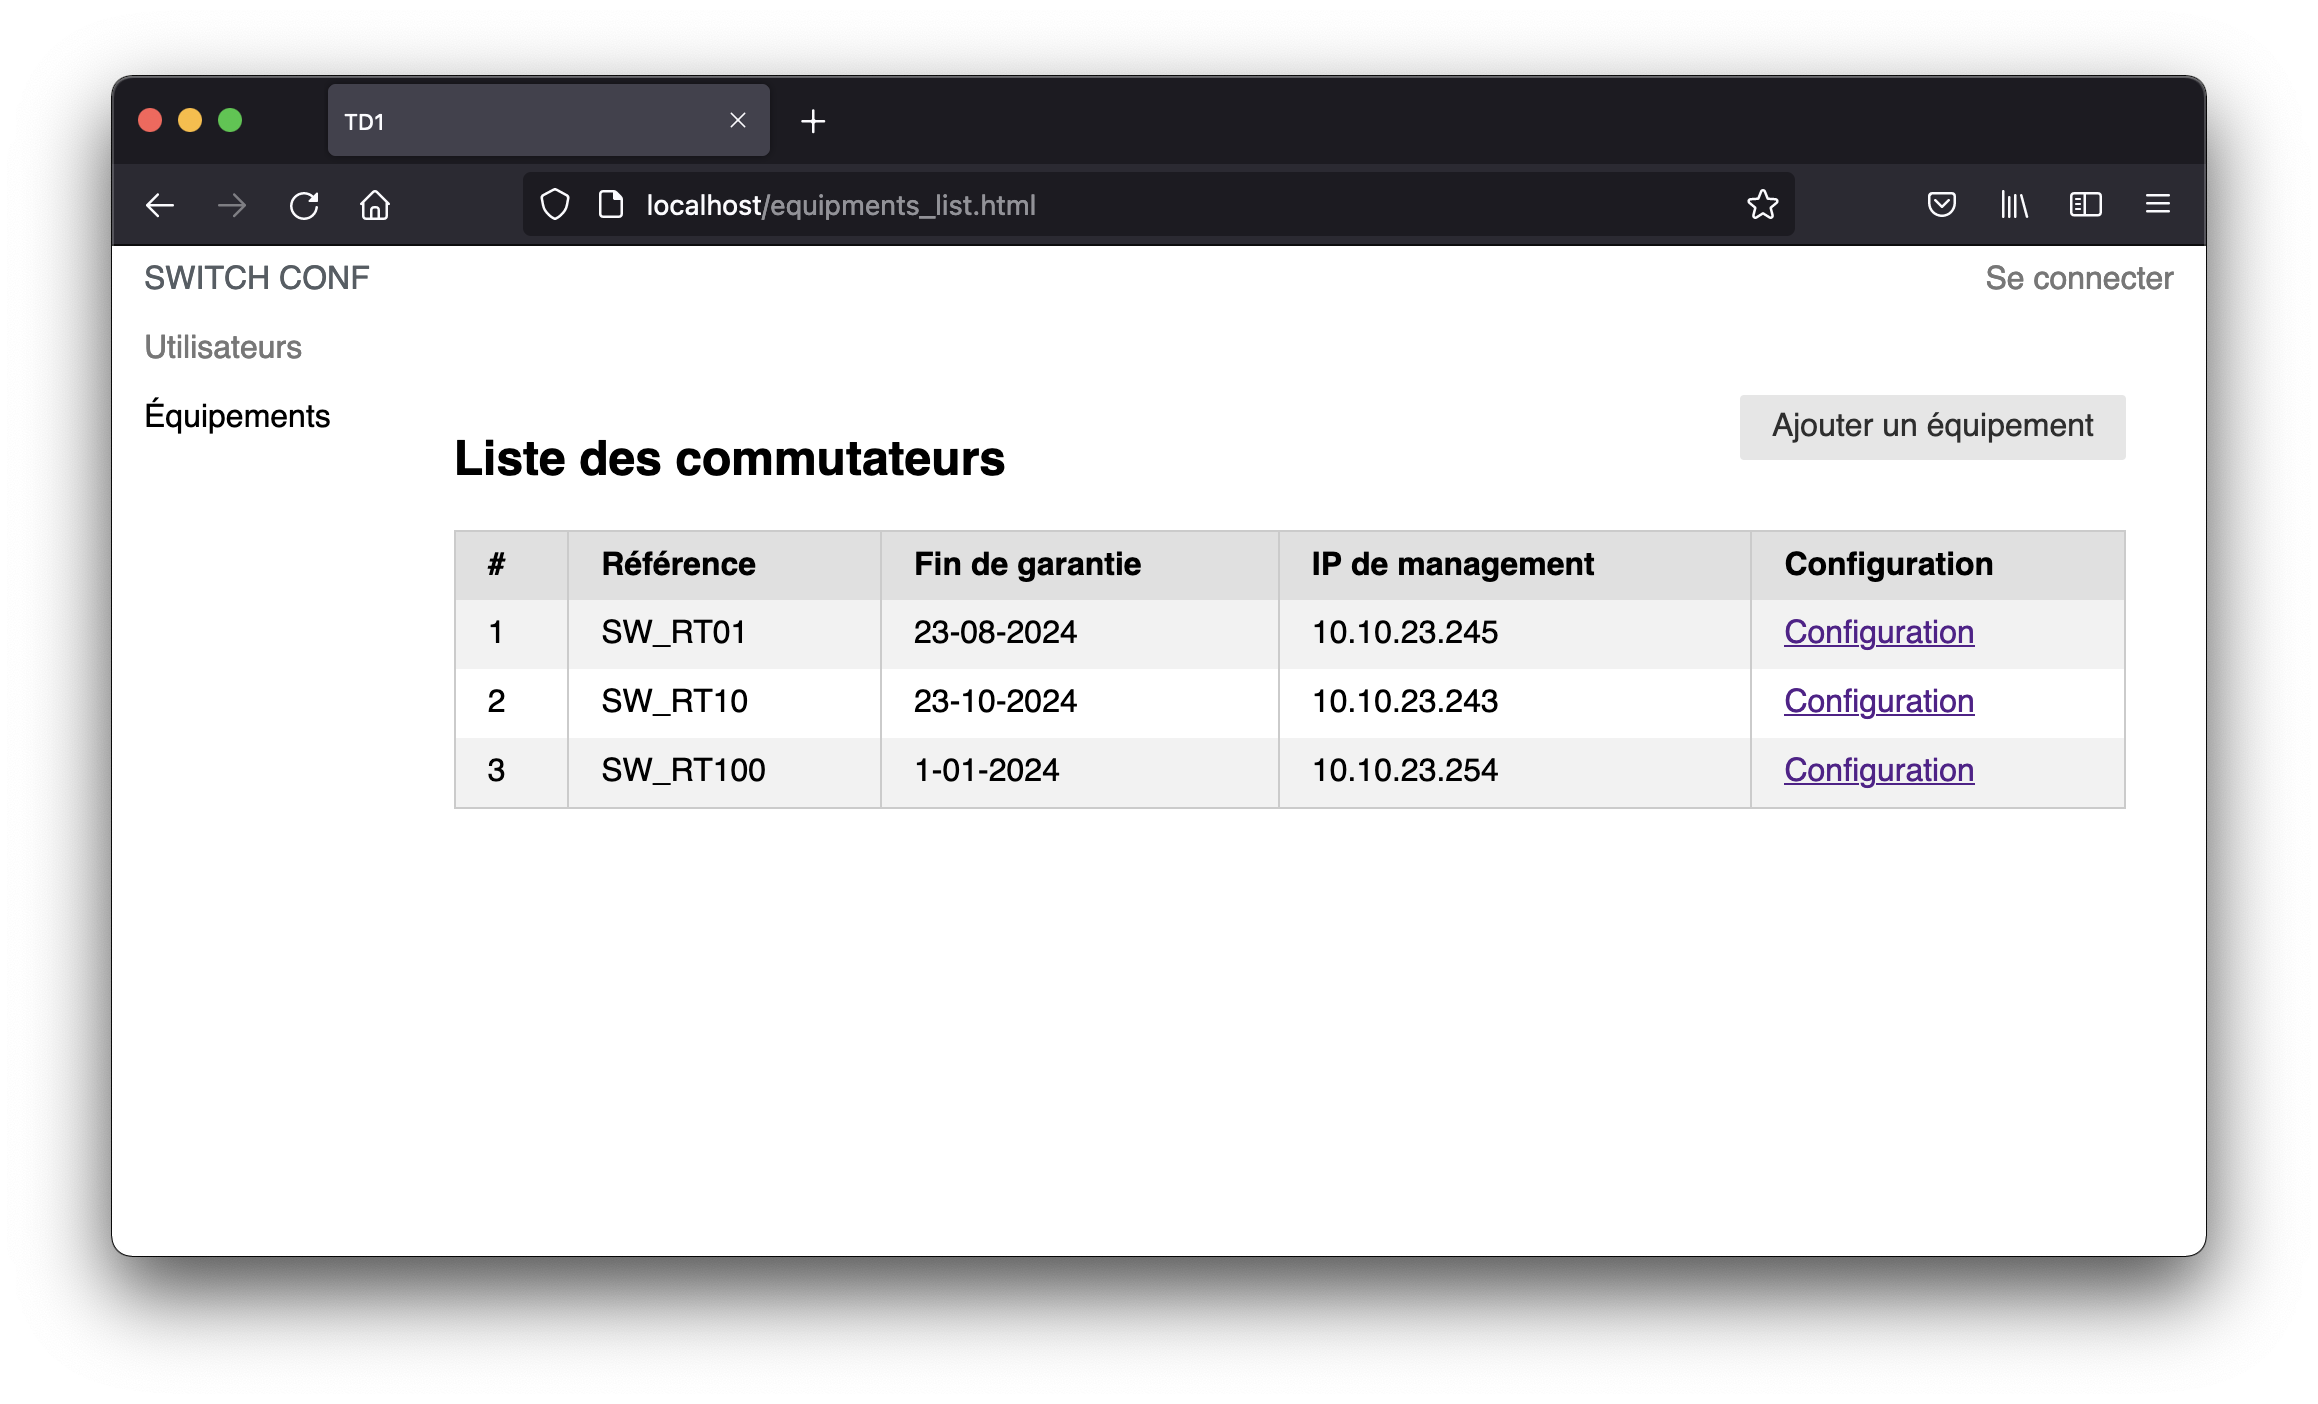 TD1
localhost/equipments_list.html
SWITCH CONF
Se connecter
Utilisateurs
Équipements
Ajouter un équipement
Liste des commutateurs
# Référence Fin de garantie IP de management Configuration
1 SW_RT01 23-08-2024 10.10.23.245 Configuration
2 SW_RT10 23-10-2024 10.10.23.243 Configuration
3 SW_RT100 1-01-2024 10.10.23.254 Configuration